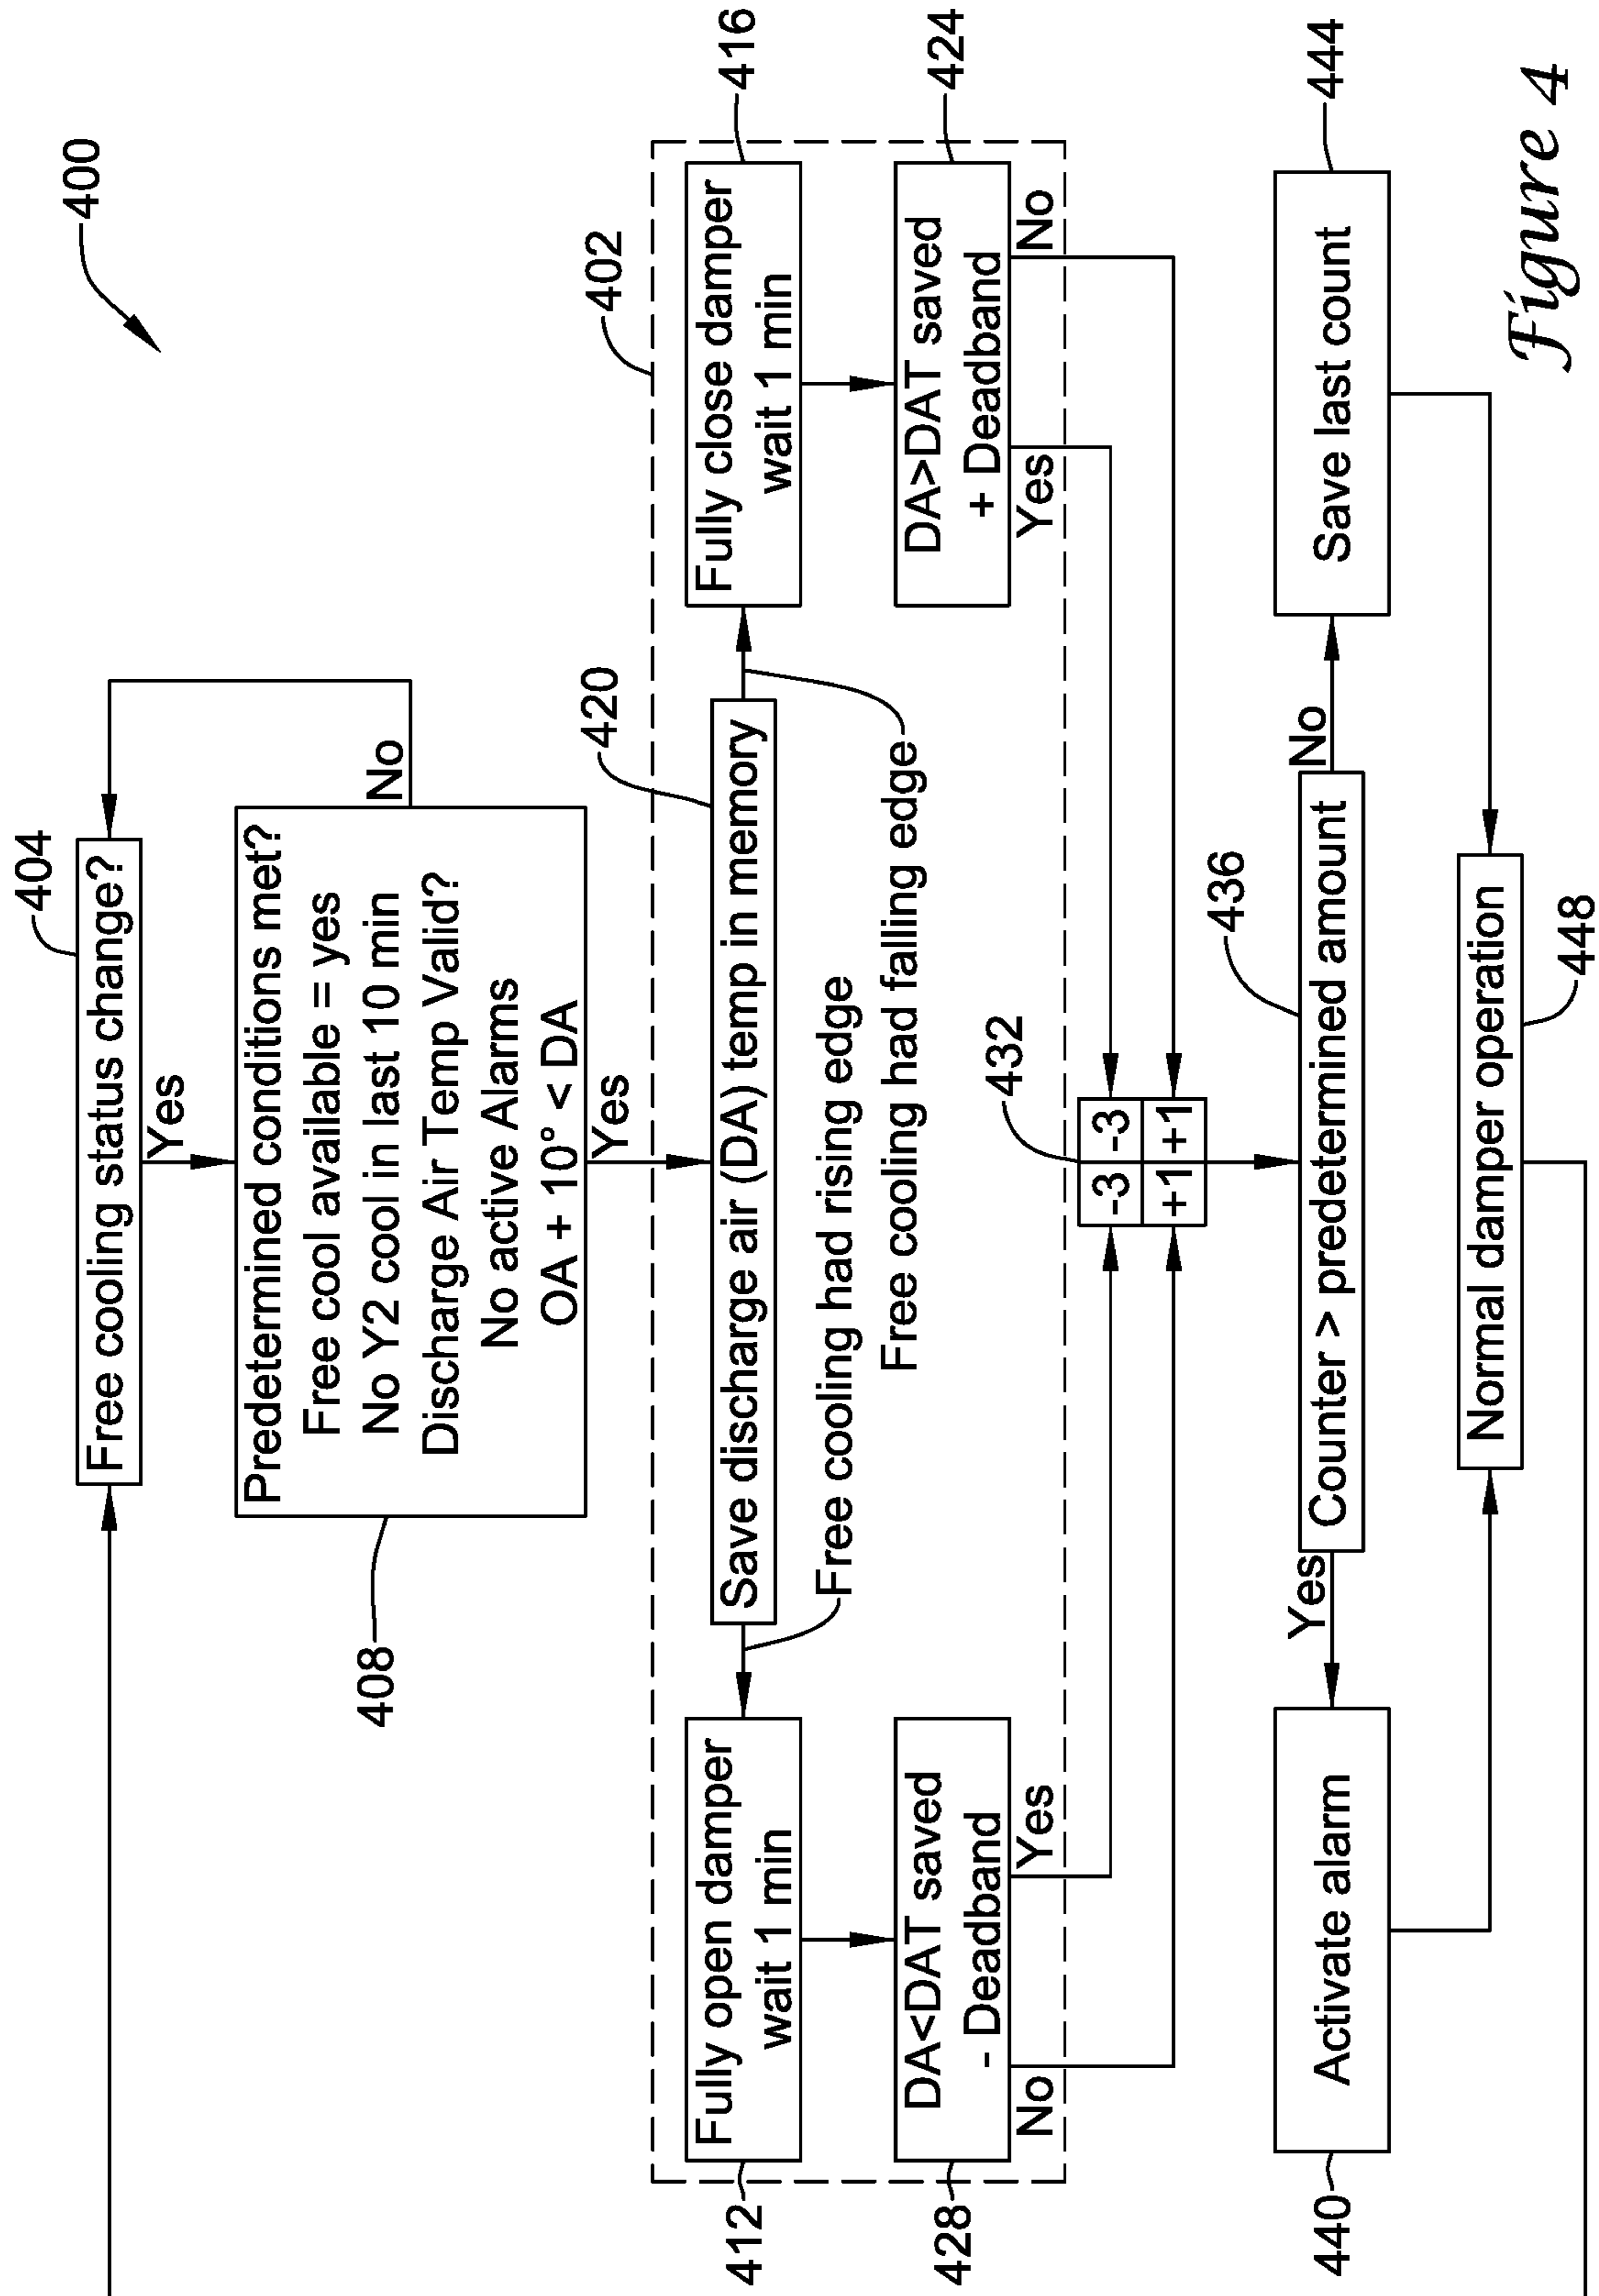 400
404
Free cooling status change?
Yes
Predetermined conditions met?
Free cool available = yes
No Y2 cool in last 10 min
Discharge Air Temp Valid?
No active Alarms
OA + 10° < DA
No
408
Yes
420
402
Save discharge air (DA) temp in memory
Fully open damper
wait 1 min
412
Fully close damper
wait 1 min
416
Free cooling had rising edge
Free cooling had falling edge
DA<DAT saved
- Deadband
428
No
Yes
DA>DAT saved
+ Deadband
424
Yes
No
432
-3 -3
+1 +1
436
Yes
Counter > predetermined amount
No
Activate alarm
440
Save last count
444
Normal damper operation
448
Figure 4